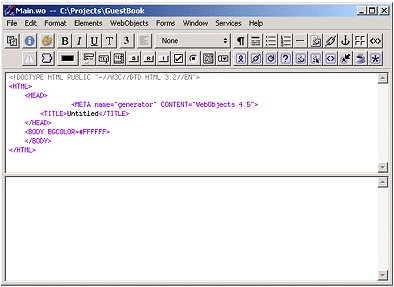 Main.wo -- C:\Projects\GuestBook
File Edit Format Elements WebObjects Forms Window Services Help
B I U T 3 None FF
<!DOCTYPE HTML PUBLIC "-//W3C//DTD HTML 3.2//EN">
<HTML>
<HEAD>
<META name="generator" CONTENT="WebObjects 4.5">
<TITLE>Untitled</TITLE>
</HEAD>
<BODY BGCOLOR=#FFFFFF>
</BODY>
</HTML>